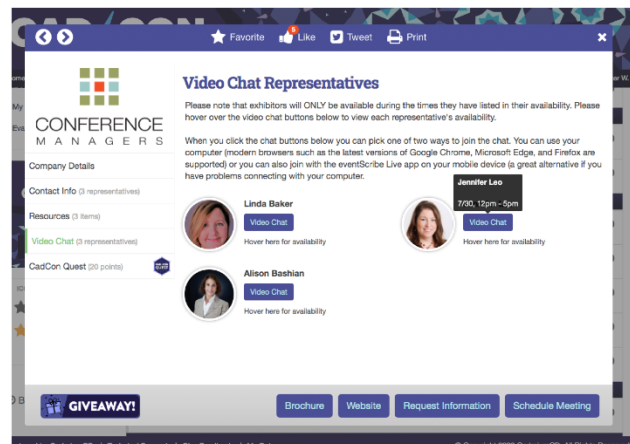 CAD/CON
5
Favorite Like Tweet Print
CONFERENCE
MANAGERS
Company Details
Contact Info (3 representatives)
Resources (3 items)
Video Chat (3 representatives)
CadCon Quest (20 points)
Video Chat Representatives
Please note that exhibitors will ONLY be available during the times they have listed in their availability. Please
hover over the video chat buttons below to view each representative's availability.
When you click the chat buttons below you can pick one of two ways to join the chat. You can use your
computer (modern browsers such as the latest versions of Google Chrome, Microsoft Edge, and Firefox are
supported) or you can also join with the eventScribe Live app on your mobile device (a great alternative if you
have problems connecting with your computer.
Linda Baker
Video Chat
Hover here for availability
Jennifer Leo
7/30, 12pm - 5pm
Video Chat
Hover here for availability
Alison Bashian
Video Chat
Hover here for availability
GIVEAWAY!
Brochure Website Request Information Schedule Meeting